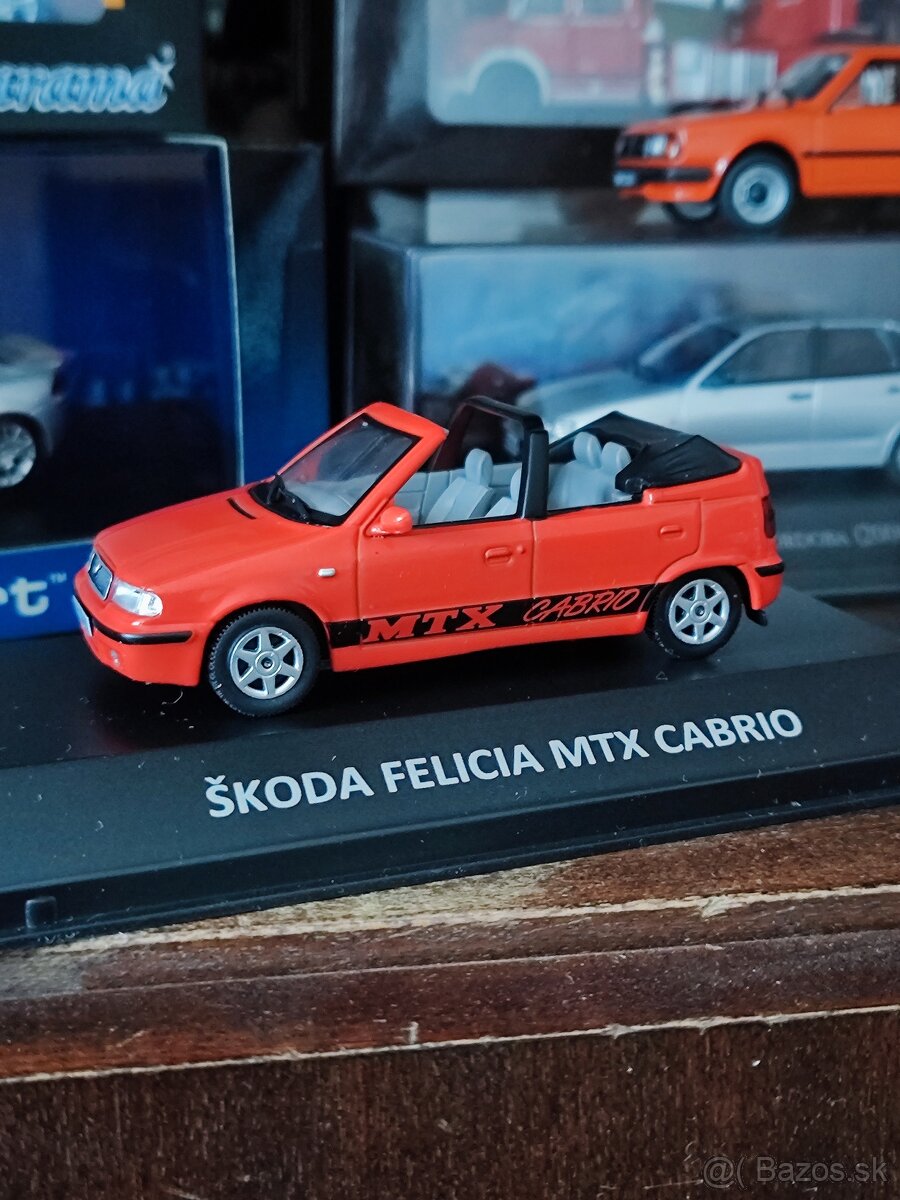 MTX CABRIO
ŠKODA FELICIA MTX CABRIO
@( Bazos.sk